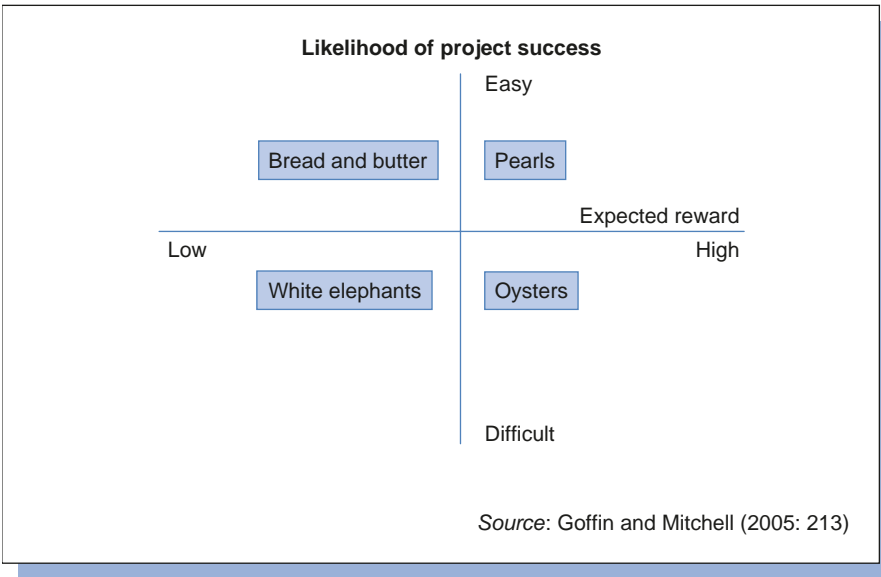 Likelihood of project success
Easy
Bread and butter
Pearls
Expected reward
Low
High
White elephants
Oysters
Difficult
Source: Goffin and Mitchell (2005: 213)